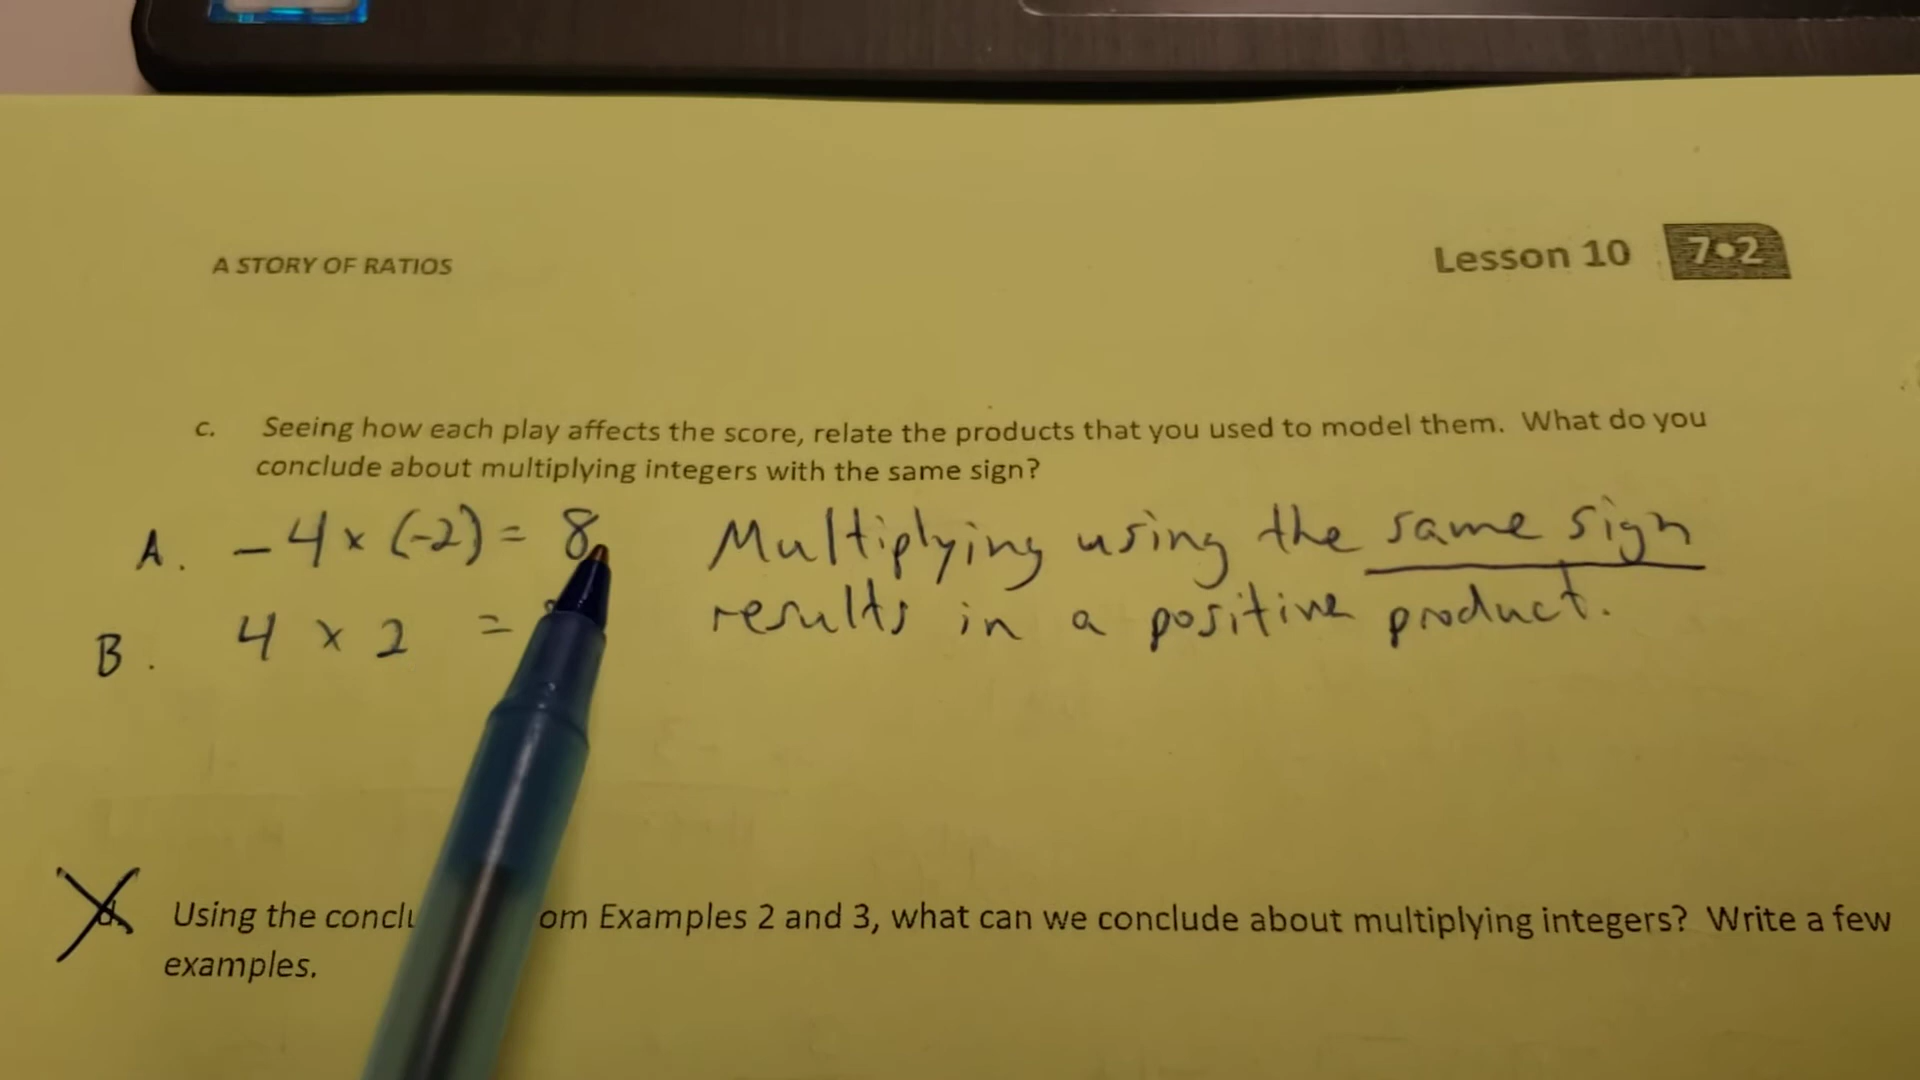 A STORY OF RATIOS
Lesson 10 7•2
c. Seeing how each play affects the score, relate the products that you used to model them. What do you
conclude about multiplying integers with the same sign?
A. -4 x (-2) = 8
Multiplying using the same sign
B. 4 x 2 =
results in a positive product.
Using the om Examples 2 and 3, what can we conclude about multiplying integers? Write a few
examples.